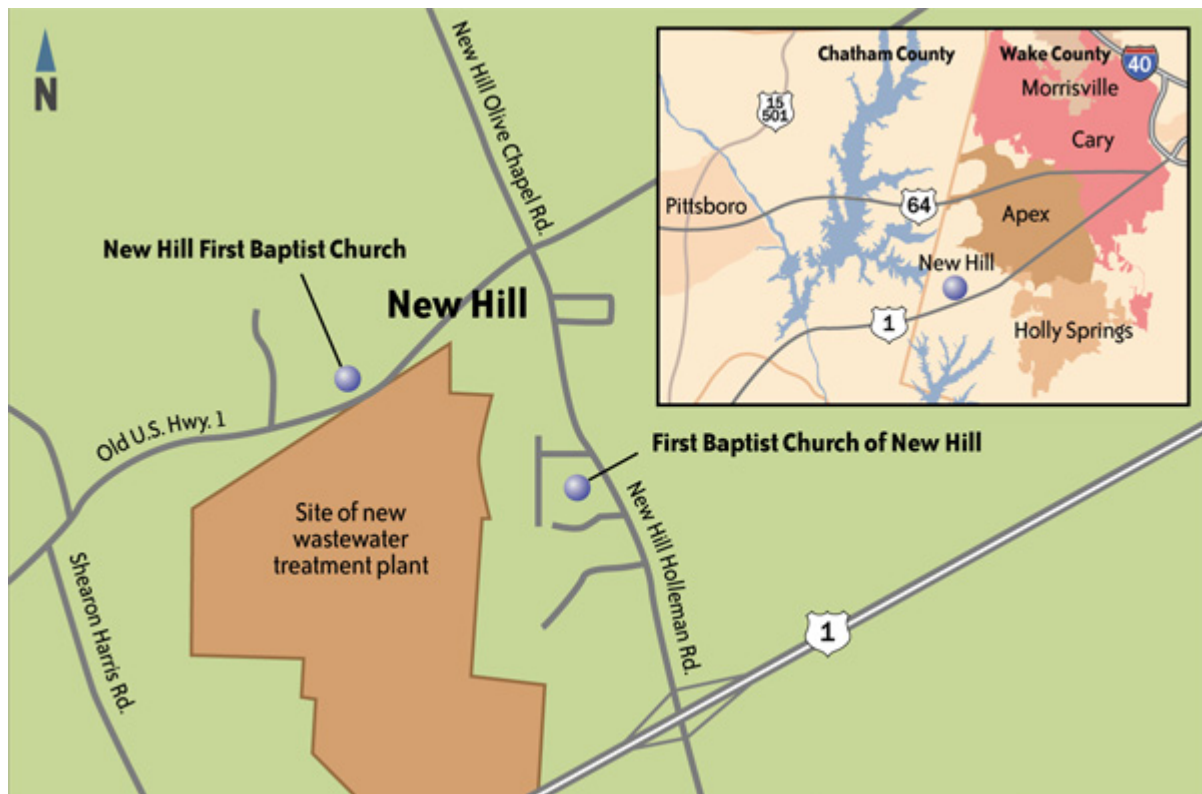 N
New Hill Olive Chapel Rd.
New Hill First Baptist Church
New Hill
Old U.S. Hwy. 1
First Baptist Church of New Hill
Site of new
wastewater
treatment plant
Shearon Harris Rd.
New Hill Holleman Rd.
1
Chatham County
Wake County
40
15
501
Morrisville
Cary
Pittsboro
64
Apex
New Hill
1
Holly Springs